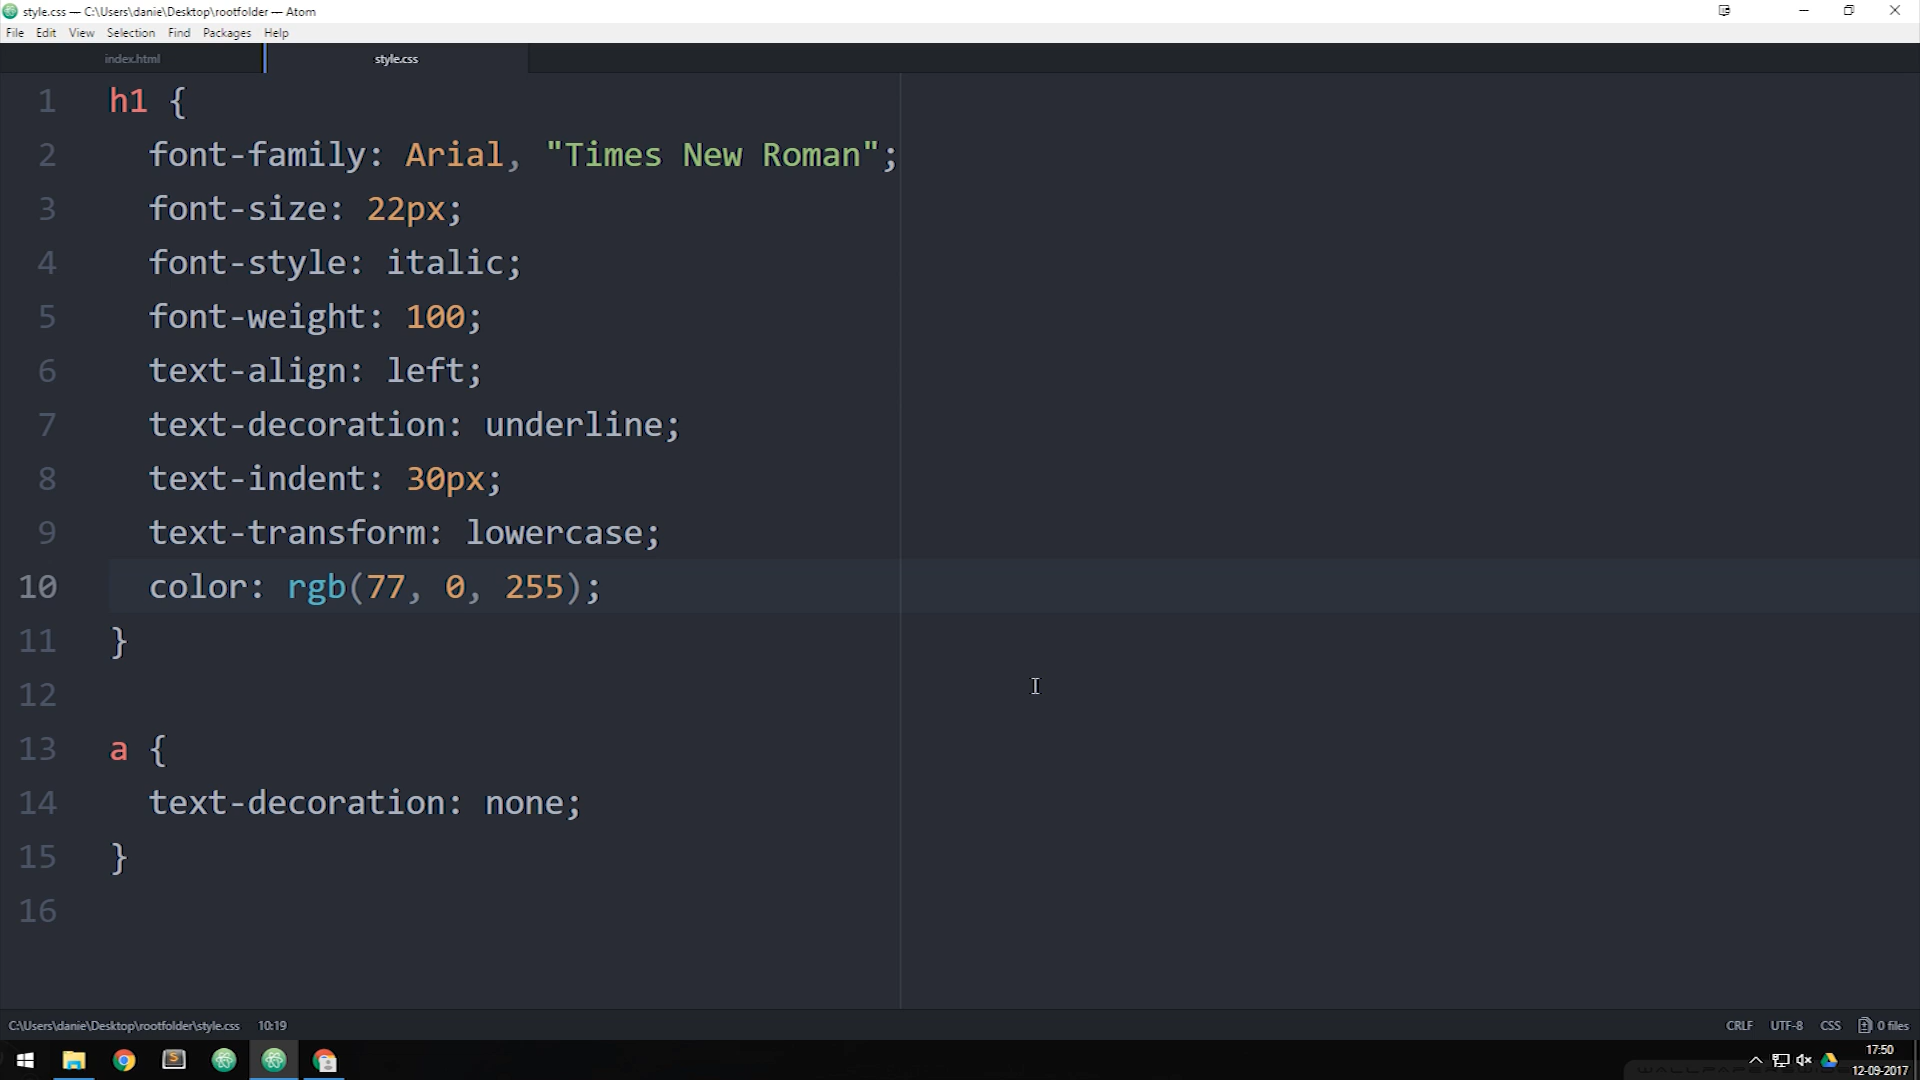 style.css — C:\Users\danie\Desktop\rootfolder — Atom
File Edit View Selection Find Packages Help
index.html style.css
1 h1 {
2 font-family: Arial, "Times New Roman";
3 font-size: 22px;
4 font-style: italic;
5 font-weight: 100;
6 text-align: left;
7 text-decoration: underline;
8 text-indent: 30px;
9 text-transform: lowercase;
10 color: rgb(77, 0, 255);
11 }
12
13 a {
14 text-decoration: none;
15 }
16
C:\Users\danie\Desktop\rootfolder\style.css 10:19 CRLF UTF-8 CSS 0 files
17:50
12-09-2017